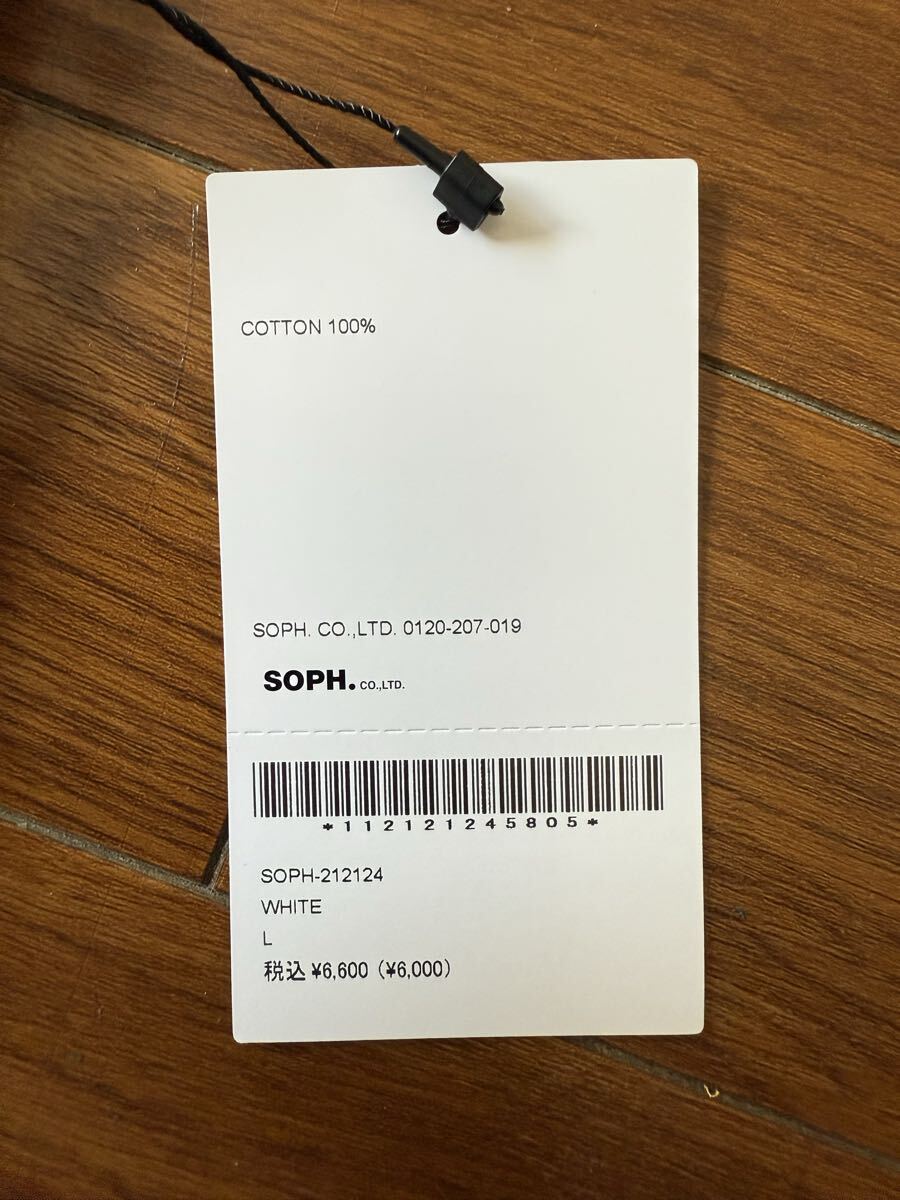 COTTON 100%
SOPH. CO.,LTD. 0120-207-019
SOPH. CO.,LTD.
*112121245805*
SOPH-212124
WHITE
L
税込 ¥6,600 (¥6,000)